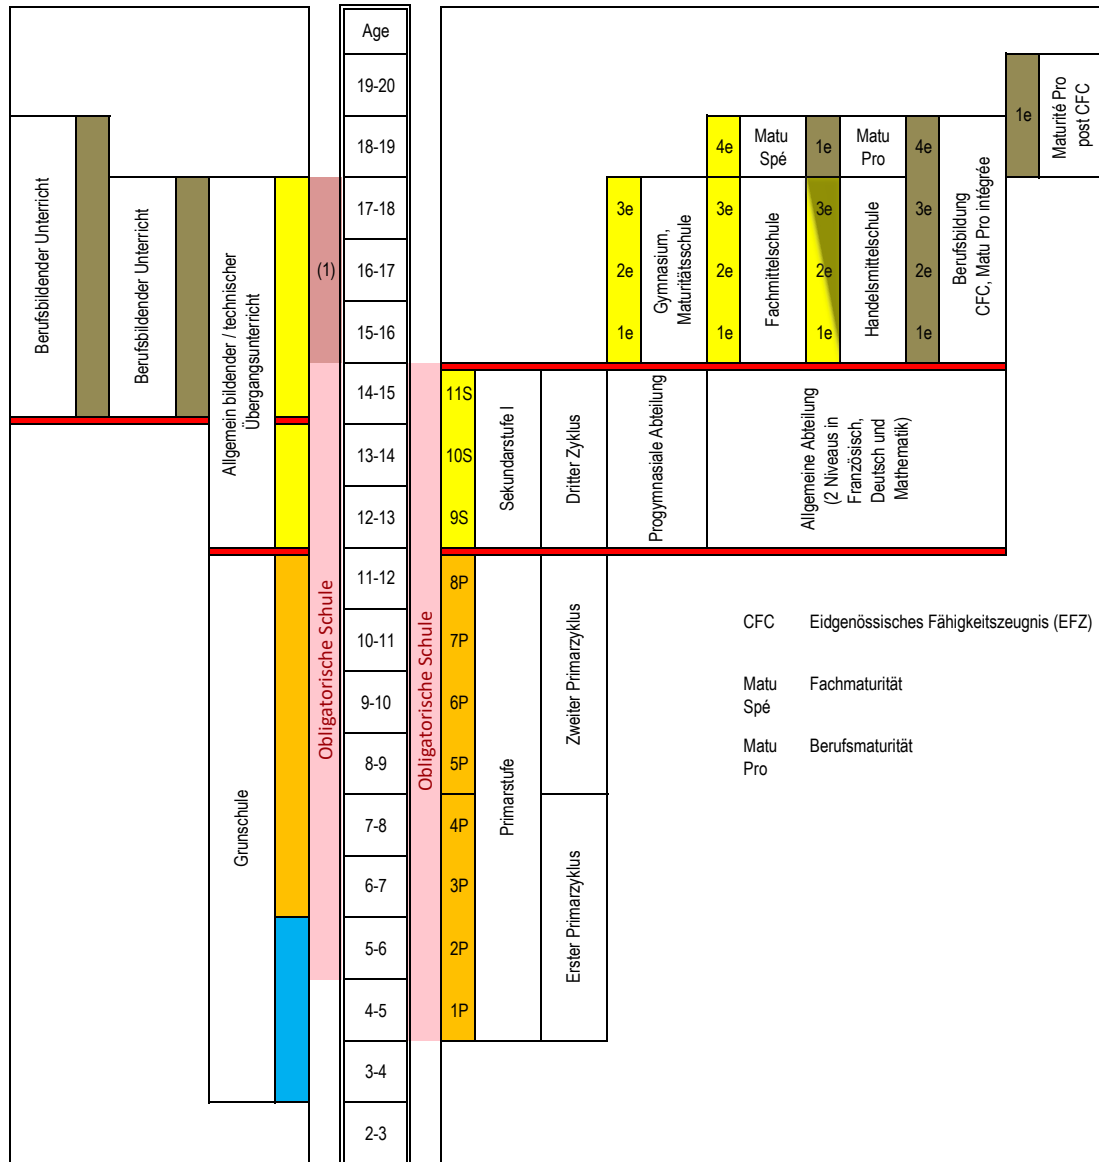 Age
19-20
18-19
17-18
16-17
15-16
14-15
13-14
12-13
11-12
10-11
9-10
8-9
7-8
6-7
5-6
4-5
3-4
2-3
Berufsbildender Unterricht
Berufsbildender Unterricht
Allgemein bildender / technischer
Übergangsunterricht
Grunschule
(1)
Obligatorische Schule
Obligatorische Schule
1e
Maturité Pro
post CFC
4e
Matu
Spé
1e
Matu
Pro
4e
3e
2e
1e
Gymnasium,
Maturitätsschule
3e
2e
1e
Fachmittelschule
3e
2e
1e
Handelsmittelschule
3e
2e
1e
Berufsbildung
CFC, Matu Pro intégrée
11S
10S
9S
Sekundarstufe I
Dritter Zyklus
Progymnasiale Abteilung
Allgemeine Abteilung
(2 Niveaus in
Französisch,
Deutsch und
Mathematik)
8P
7P
6P
5P
4P
3P
2P
1P
Primarstufe
Zweiter Primarzyklus
Erster Primarzyklus
CFC Eidgenössisches Fähigkeitszeugnis (EFZ)
Matu Fachmaturität
Spé
Matu Berufsmaturität
Pro